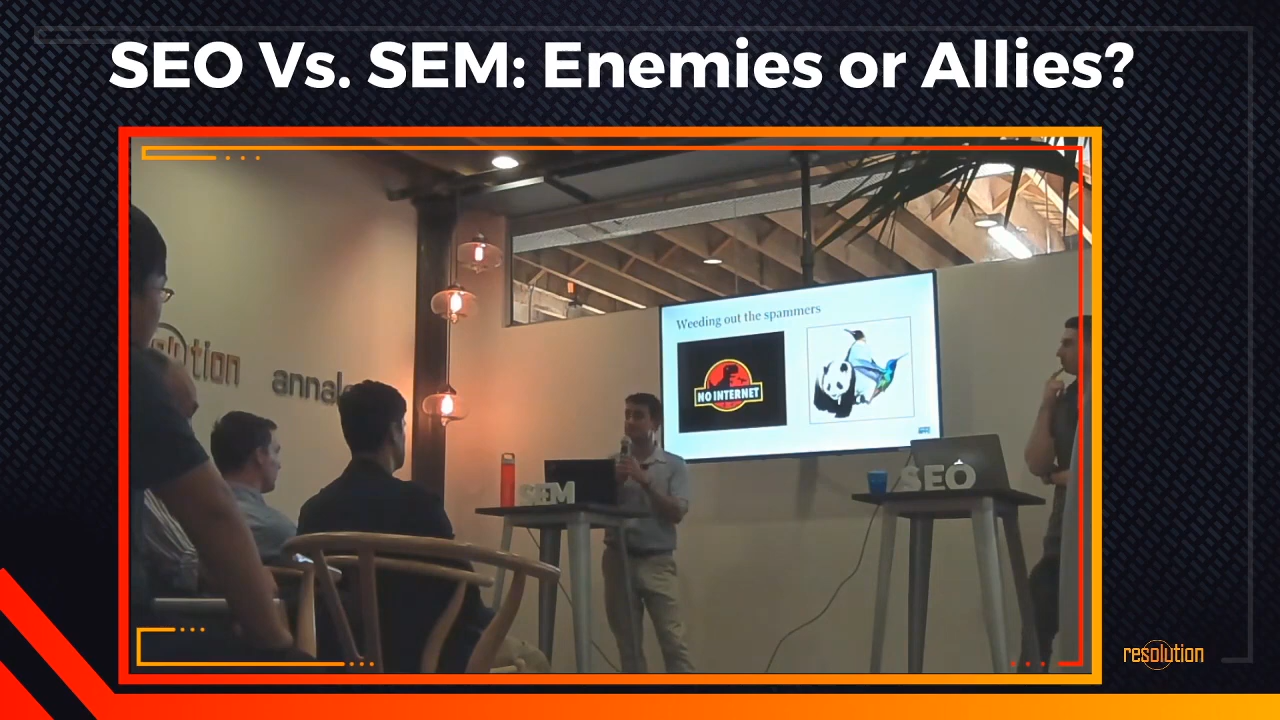 SEO Vs. SEM: Enemies or Allies?
Weeding out the spammers
NO INTERNET
SEM
SEO
resolution